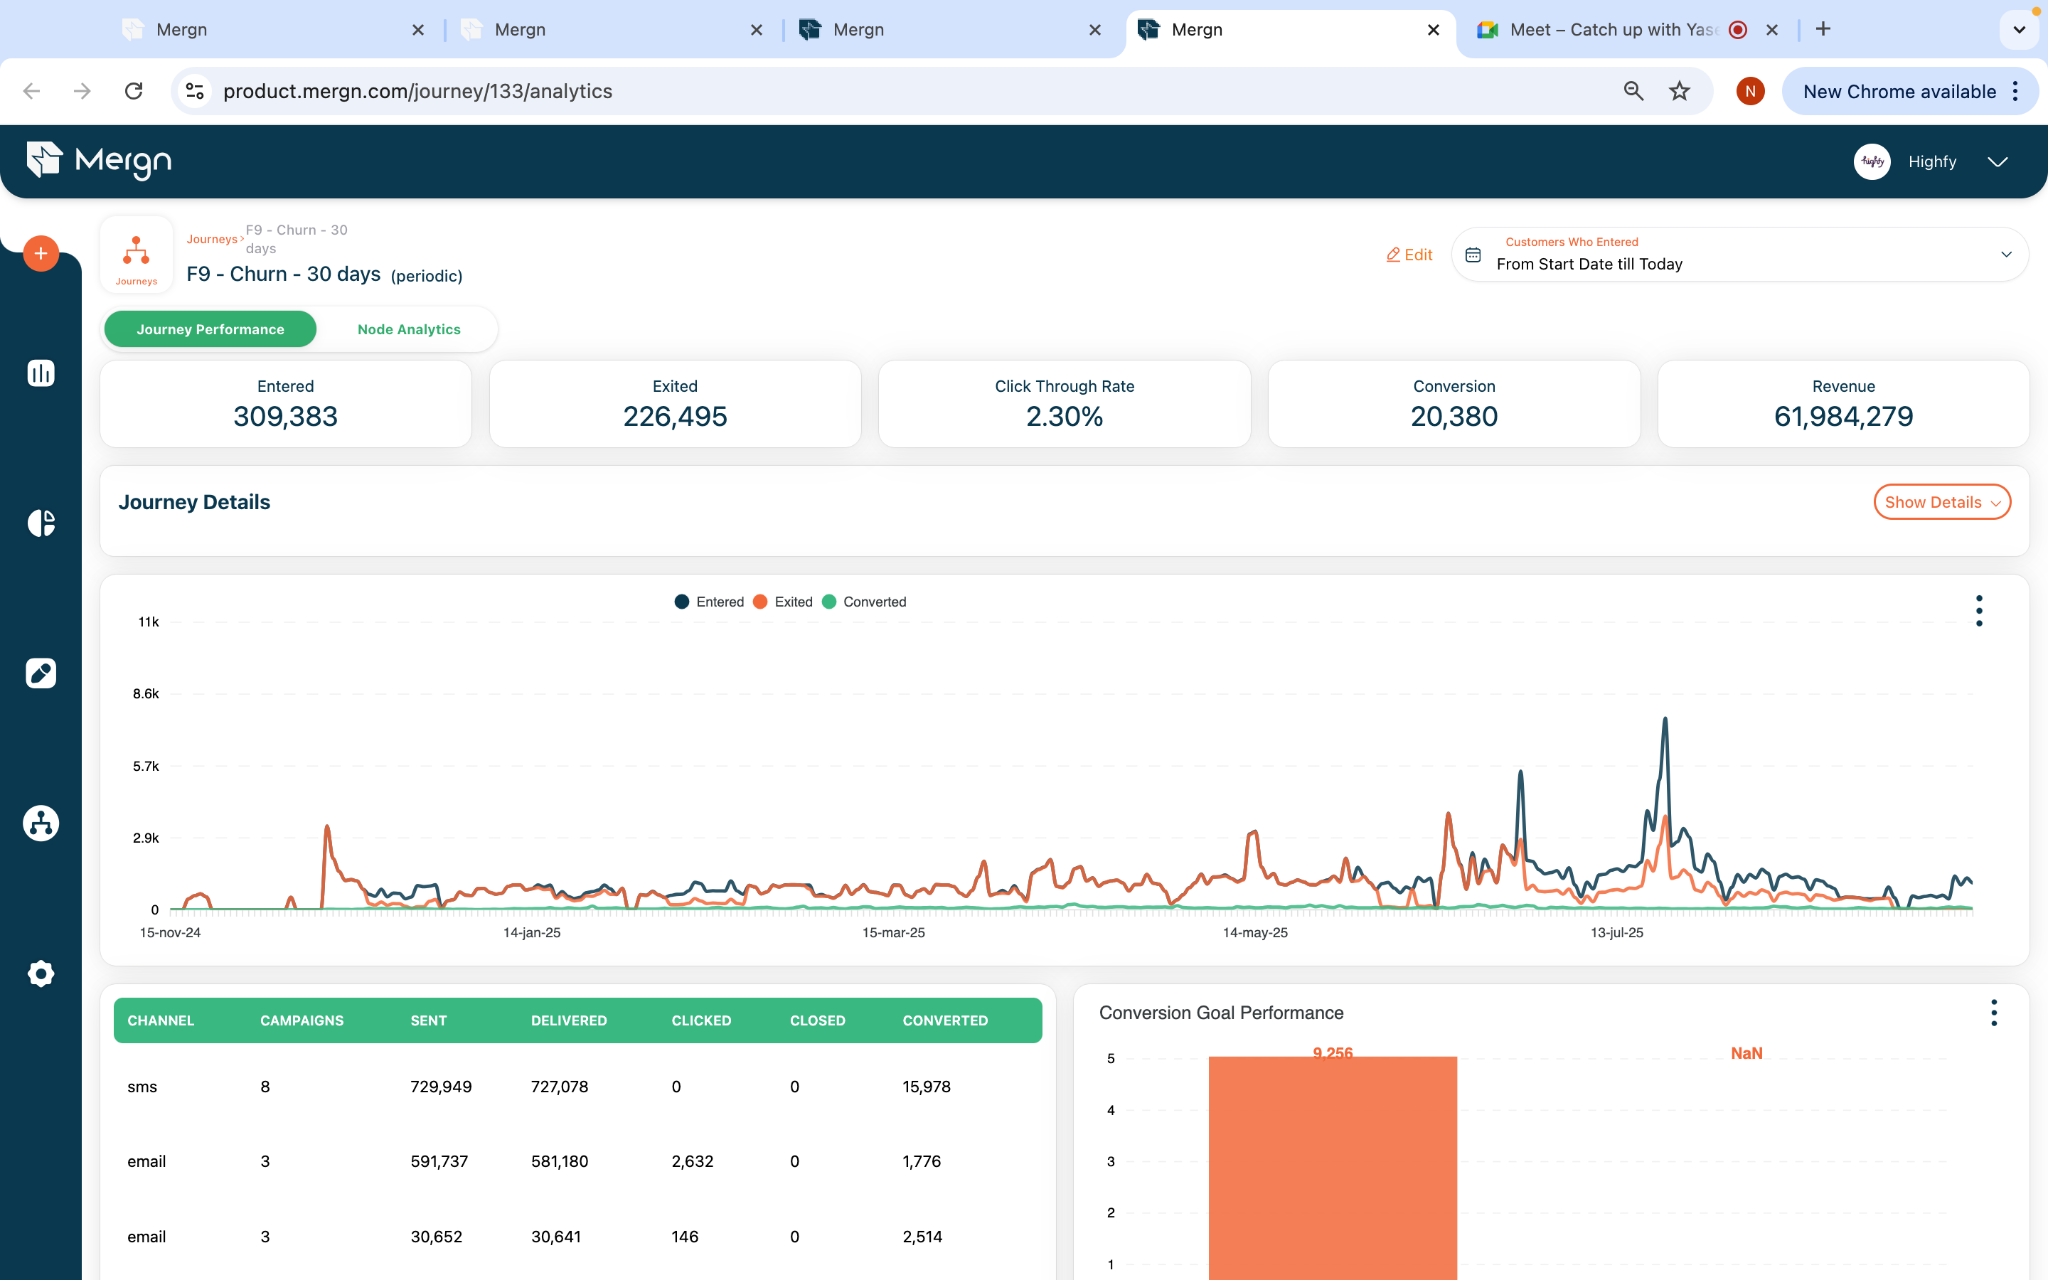 Mergn
Mergn
Mergn
Mergn
Meet – Catch up with Yase
product.mergn.com/journey/133/analytics
N
New Chrome available
Mergn
highfy
Highfy
Journeys
Journeys> F9 - Churn - 30 days
F9 - Churn - 30 days (periodic)
Edit
Customers Who Entered
From Start Date till Today
Journey Performance
Node Analytics
Entered
309,383
Exited
226,495
Click Through Rate
2.30%
Conversion
20,380
Revenue
61,984,279
Journey Details
Show Details
Entered Exited Converted
11k
8.6k
5.7k
2.9k
0
15-nov-24 14-jan-25 15-mar-25 14-may-25 13-jul-25
CHANNEL CAMPAIGNS SENT DELIVERED CLICKED CLOSED CONVERTED
sms 8 729,949 727,078 0 0 15,978
email 3 591,737 581,180 2,632 0 1,776
email 3 30,652 30,641 146 0 2,514
Conversion Goal Performance
9,256 NaN
5
4
3
2
1